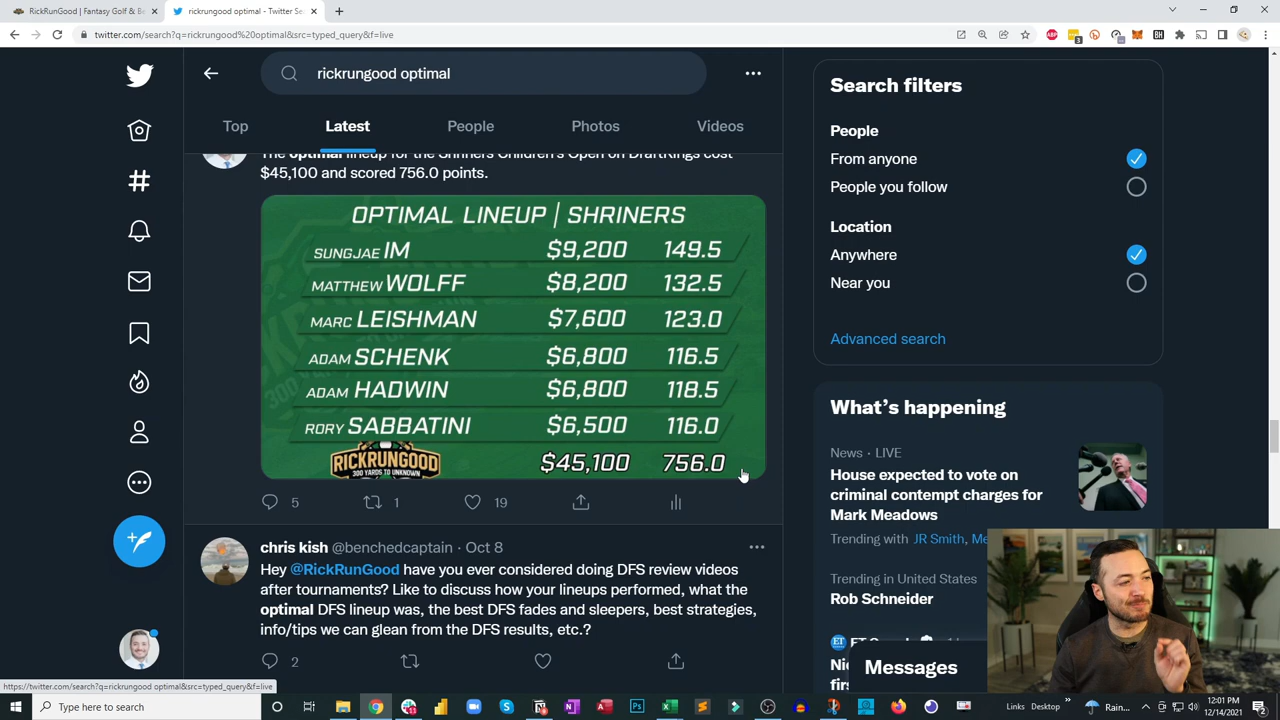 RickRunGood | Fantasy Golf & Be
rickrungood optimal - Twitter Se
twitter.com/search?q=rickrungood%20optimal&src=typed_query&f=live
rickrungood optimal
Top
Latest
People
Photos
Videos
The optimal lineup for the Shriners Children's Open on DraftKings cost
$45,100 and scored 756.0 points.
OPTIMAL LINEUP | SHRINERS
SUNGJAE IM $9,200 149.5
MATTHEW WOLFF $8,200 132.5
MARC LEISHMAN $7,600 123.0
ADAM SCHENK $6,800 116.5
ADAM HADWIN $6,800 118.5
RORY SABBATINI $6,500 116.0
RICKRUNGOOD
300 YARDS TO UNKNOWN
$45,100 756.0
5 1 19
chris kish @benchedcaptain · Oct 8
Hey @RickRunGood have you ever considered doing DFS review videos
after tournaments? Like to discuss how your lineups performed, what the
optimal DFS lineup was, the best DFS fades and sleepers, best strategies,
info/tips we can glean from the DFS results, etc.?
2
Search filters
People
From anyone
People you follow
Location
Anywhere
Near you
Advanced search
What's happening
News · LIVE
House expected to vote on
criminal contempt charges for
Mark Meadows
Trending with JR Smith, Me
Trending in United States
Rob Schneider
ET
Nic
firs
Messages
https://twitter.com/search?q=rickrungood optimal&src=typed_query&f=live
Type here to search
Links
Desktop
Rain...
12:01 PM
12/14/2021